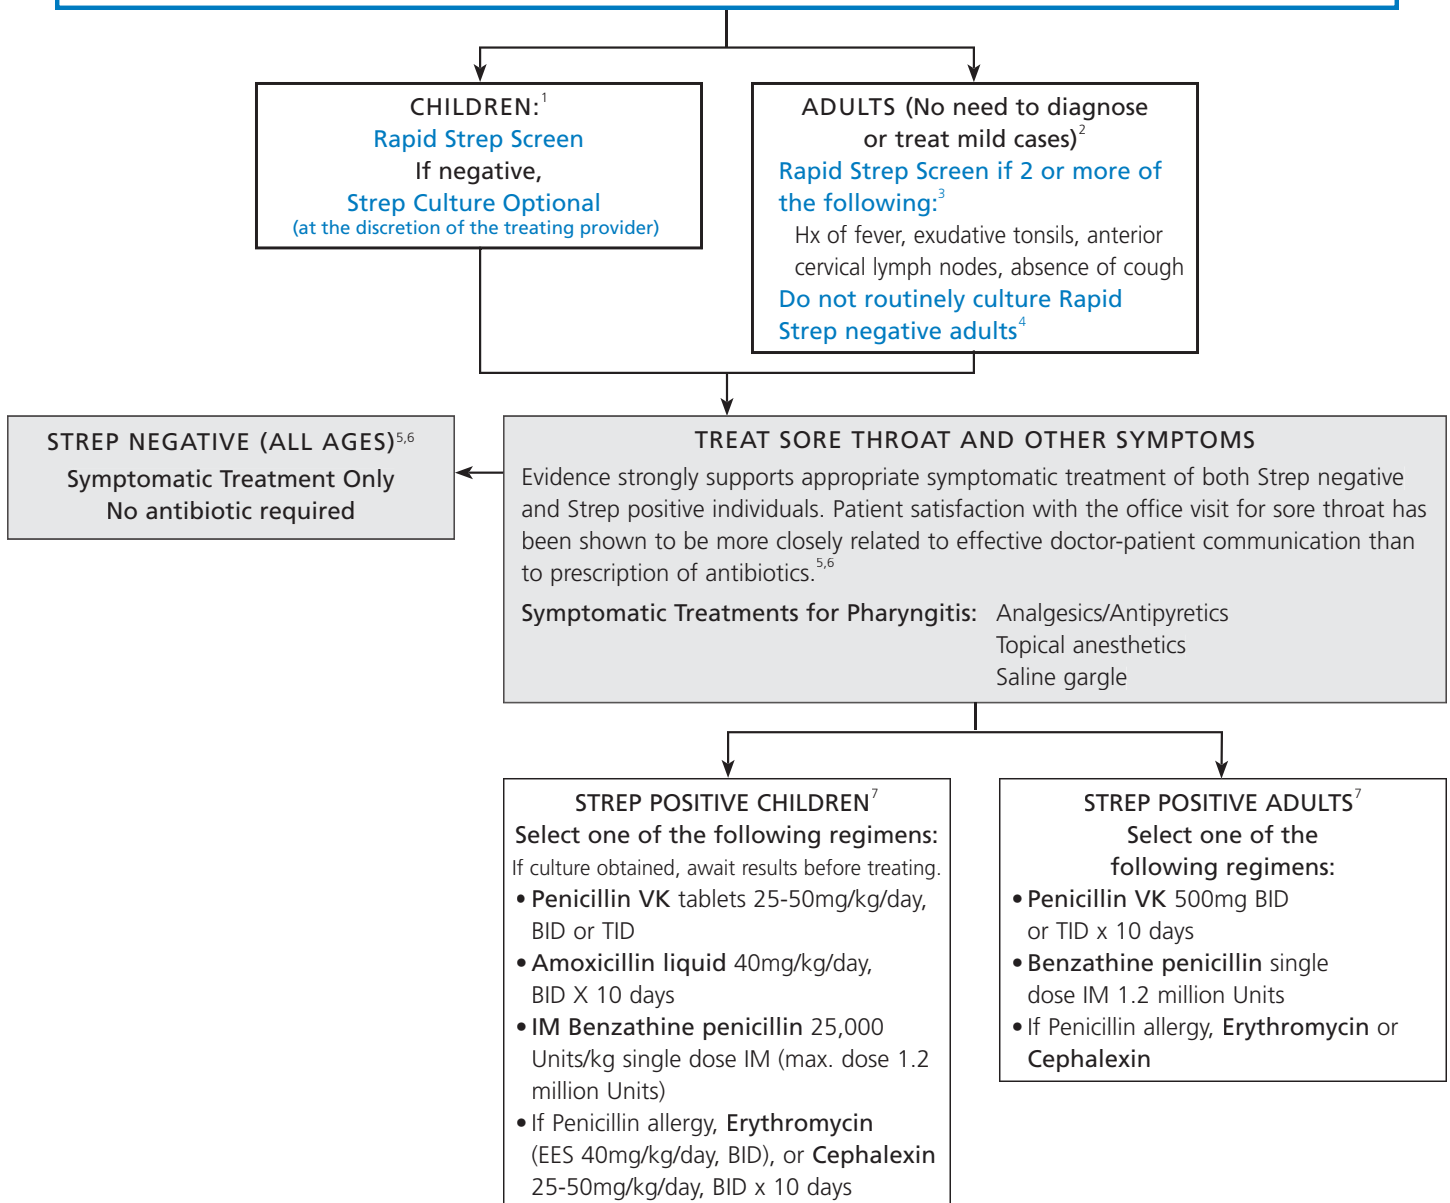 CHILDREN:1
Rapid Strep Screen
If negative,
Strep Culture Optional
(at the discretion of the treating provider)
ADULTS (No need to diagnose
or treat mild cases)2
Rapid Strep Screen if 2 or more of
the following:3
Hx of fever, exudative tonsils, anterior
cervical lymph nodes, absence of cough
Do not routinely culture Rapid
Strep negative adults4
STREP NEGATIVE (ALL AGES)5,6
Symptomatic Treatment Only
No antibiotic required
TREAT SORE THROAT AND OTHER SYMPTOMS
Evidence strongly supports appropriate symptomatic treatment of both Strep negative
and Strep positive individuals. Patient satisfaction with the office visit for sore throat has
been shown to be more closely related to effective doctor-patient communication than
to prescription of antibiotics.5,6
Symptomatic Treatments for Pharyngitis: Analgesics/Antipyretics
Topical anesthetics
Saline gargle
STREP POSITIVE CHILDREN7
Select one of the following regimens:
If culture obtained, await results before treating.
• Penicillin VK tablets 25-50mg/kg/day,
BID or TID
• Amoxicillin liquid 40mg/kg/day,
BID X 10 days
• IM Benzathine penicillin 25,000
Units/kg single dose IM (max. dose 1.2
million Units)
• If Penicillin allergy, Erythromycin
(EES 40mg/kg/day, BID), or Cephalexin
25-50mg/kg/day, BID x 10 days
STREP POSITIVE ADULTS7
Select one of the
following regimens:
• Penicillin VK 500mg BID
or TID x 10 days
• Benzathine penicillin single
dose IM 1.2 million Units
• If Penicillin allergy, Erythromycin or
Cephalexin